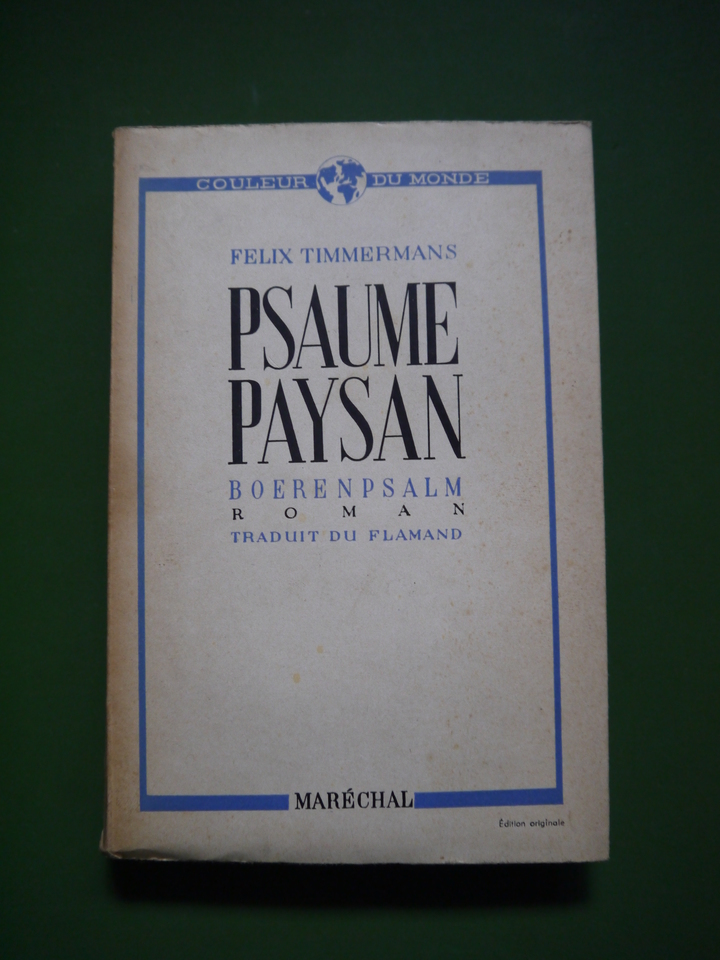 COULEUR DU MONDE
FELIX TIMMERMANS
PSAUME
PAYSAN
BOERENPSALM
ROMAN
TRADUIT DU FLAMAND
MARÉCHAL
Édition originale